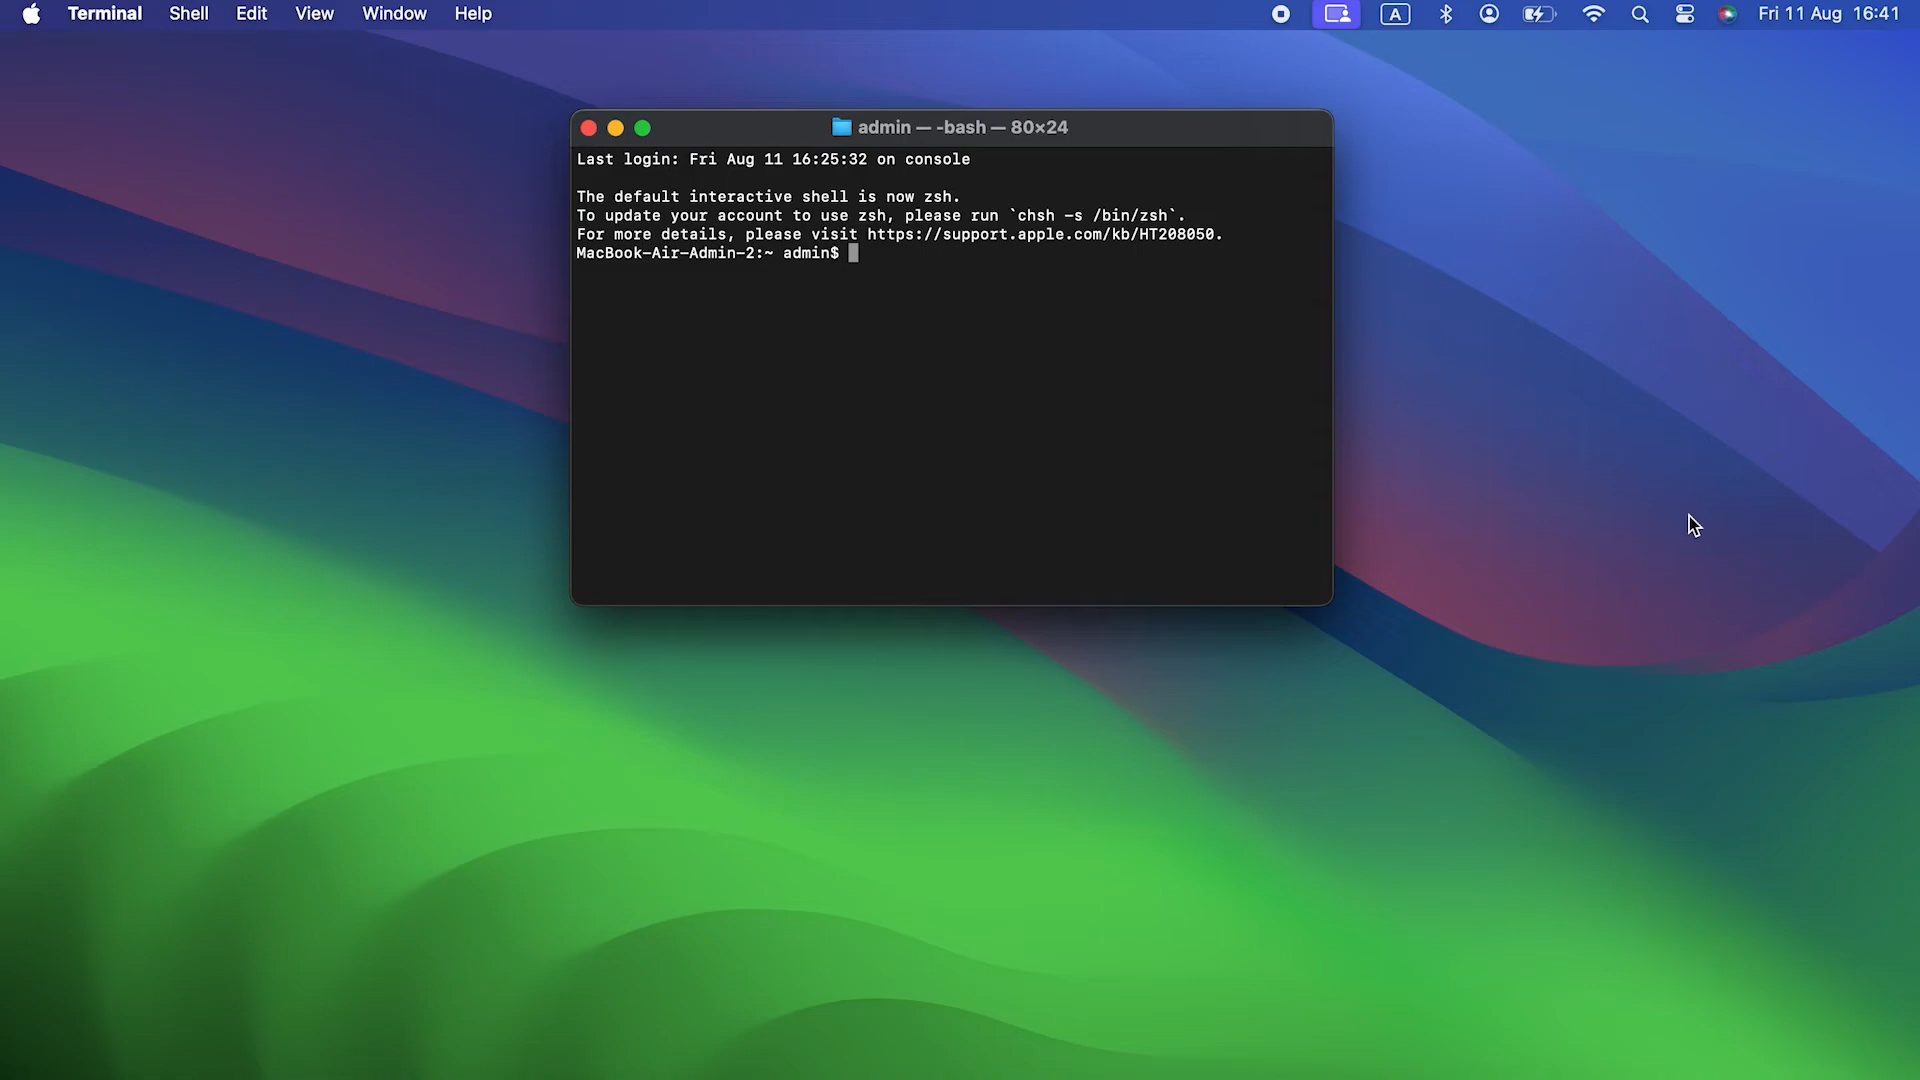 Terminal Shell Edit View Window Help A Fri 11 Aug 16:41
admin — -bash — 80×24
Last login: Fri Aug 11 16:25:32 on console
The default interactive shell is now zsh.
To update your account to use zsh, please run `chsh -s /bin/zsh`.
For more details, please visit https://support.apple.com/kb/HT208050.
MacBook-Air-Admin-2:~ admin$